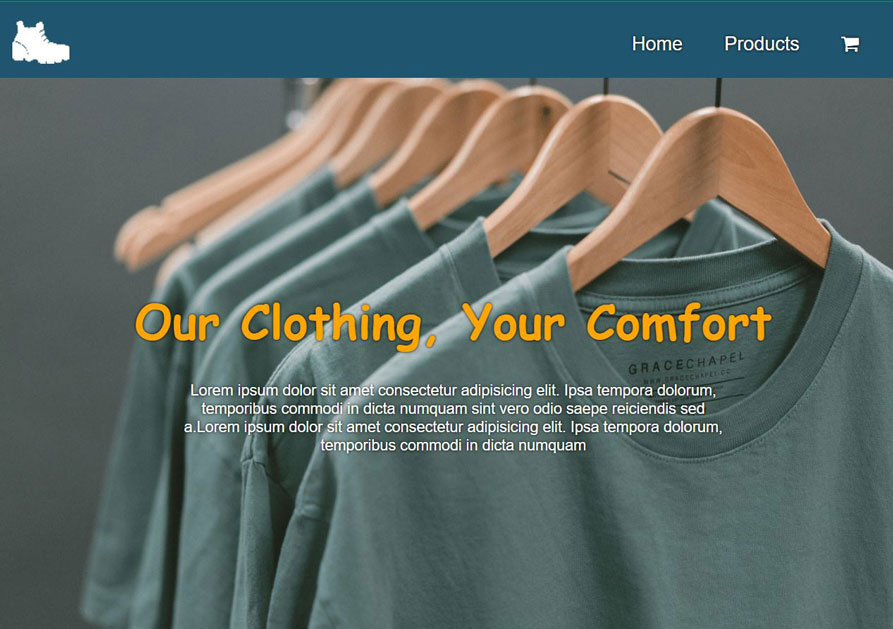 Home Products
Our Clothing, Your Comfort
GRACECHAPEL
Lorem ipsum dolor sit amet consectetur adipisicing elit. Ipsa tempora dolorum,
temporibus commodi in dicta numquam sint vero odio saepe reiciendis sed
a.Lorem ipsum dolor sit amet consectetur adipisicing elit. Ipsa tempora dolorum,
temporibus commodi in dicta numquam